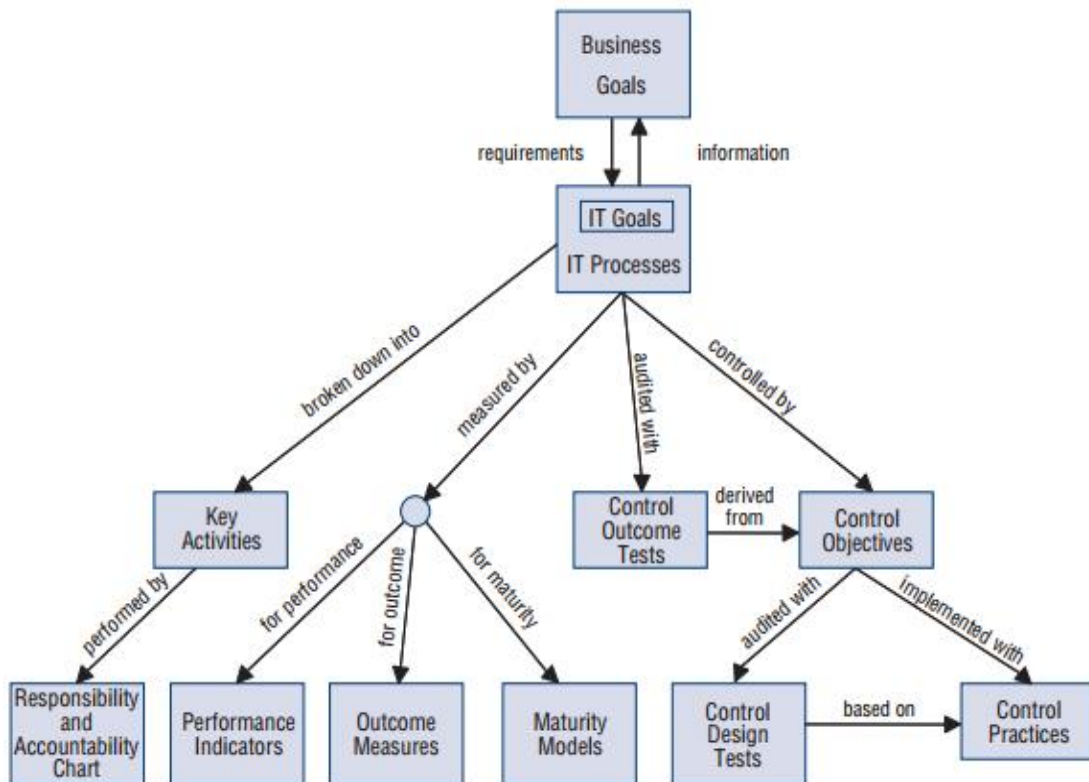 Business
Goals
requirements
information
IT Goals
IT Processes
broken down into
measured by
audited with
controlled by
Key
Activities
Control
Outcome
Tests
derived
from
Control
Objectives
performed by
for performance
for outcome
for maturity
audited with
implemented with
Responsibility
and
Accountability
Chart
Performance
Indicators
Outcome
Measures
Maturity
Models
Control
Design
Tests
based on
Control
Practices